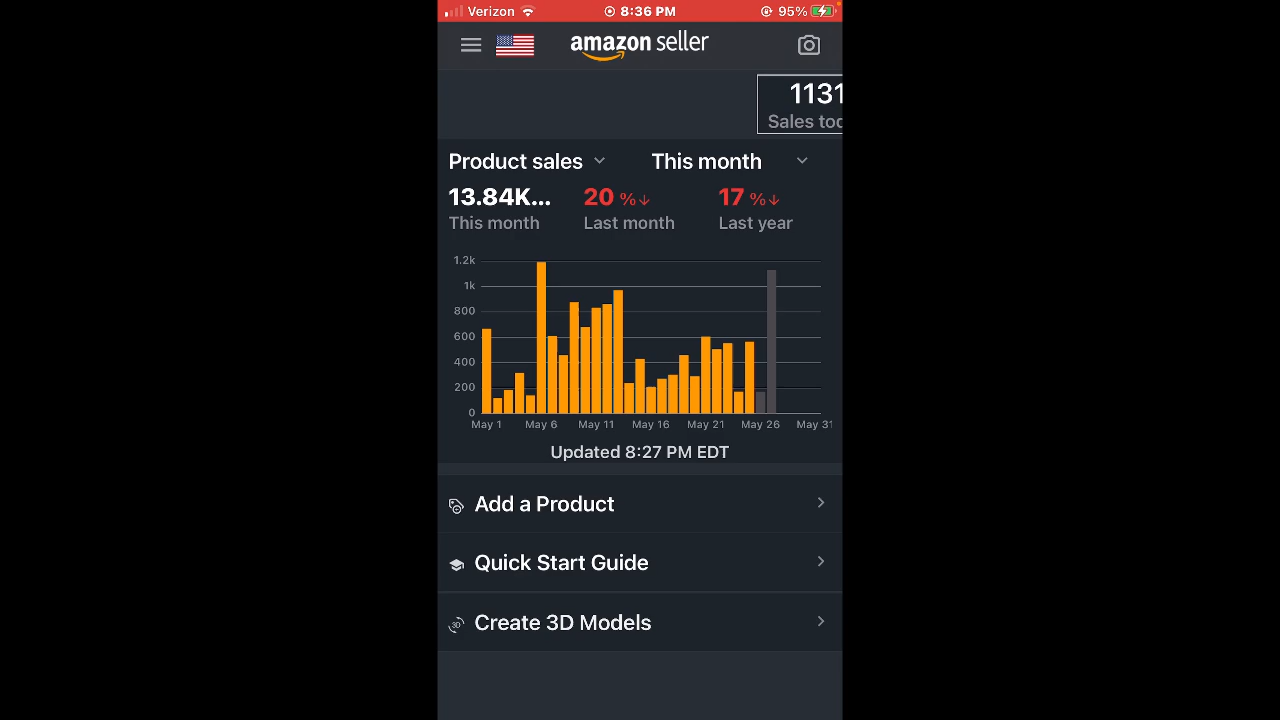 Verizon 8:36 PM 95%
amazon seller
1131
Sales toc
Product sales This month
13.84K... 20 %↓ 17 %↓
This month Last month Last year
1.2k
1k
800
600
400
200
0
May 1 May 6 May 11 May 16 May 21 May 26 May 31
Updated 8:27 PM EDT
Add a Product
Quick Start Guide
3D Create 3D Models